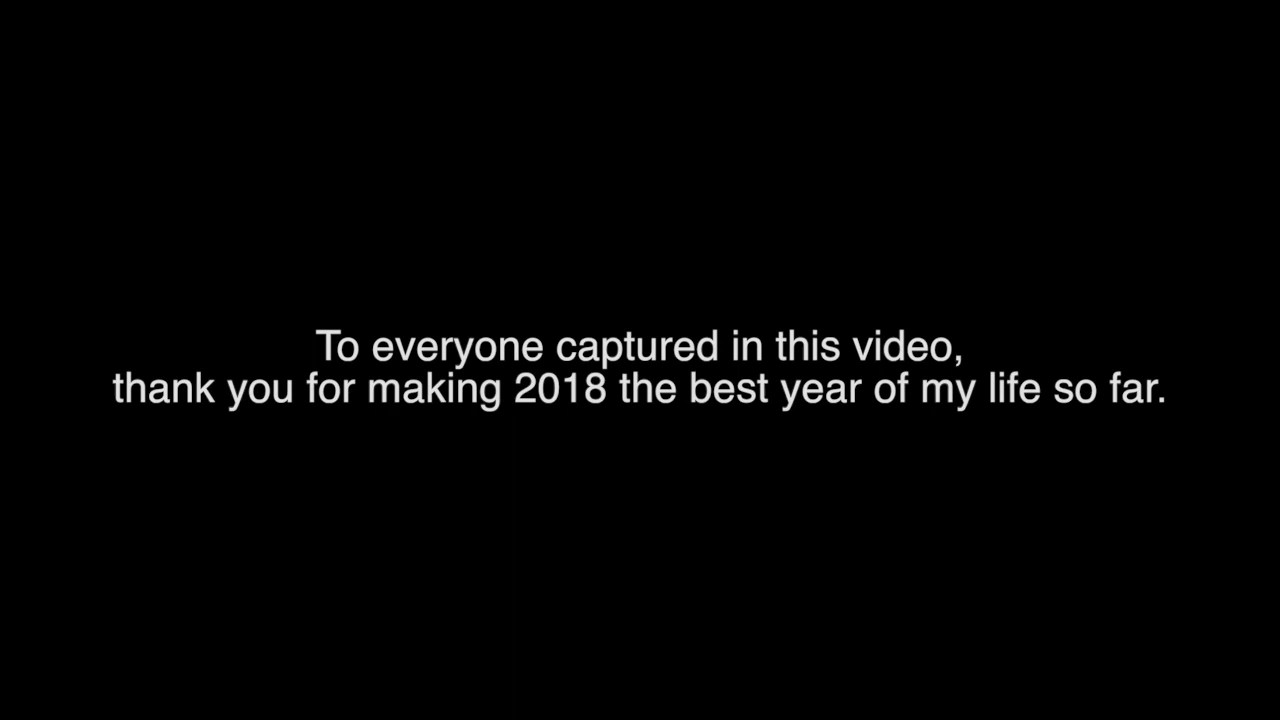 To everyone captured in this video,
thank you for making 2018 the best year of my life so far.